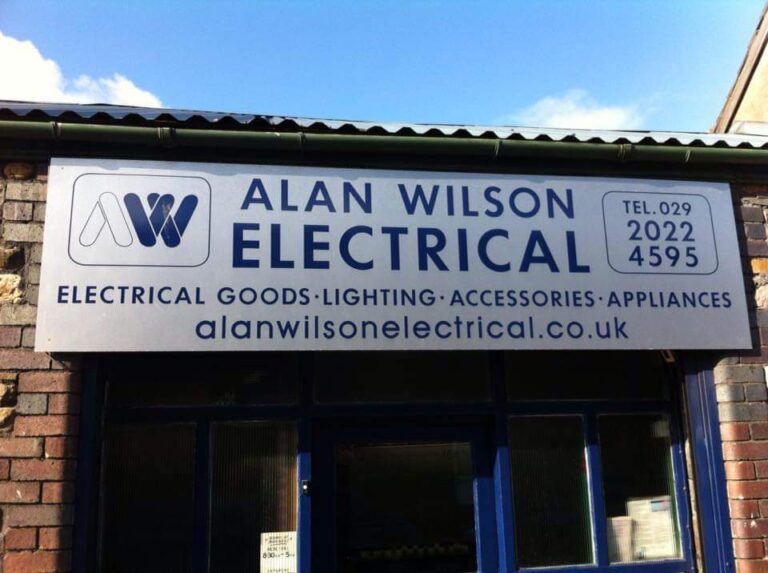 AW
ALAN WILSON
ELECTRICAL
TEL. 029
2022
4595
ELECTRICAL GOODS · LIGHTING · ACCESSORIES · APPLIANCES
alanwilsonelectrical.co.uk